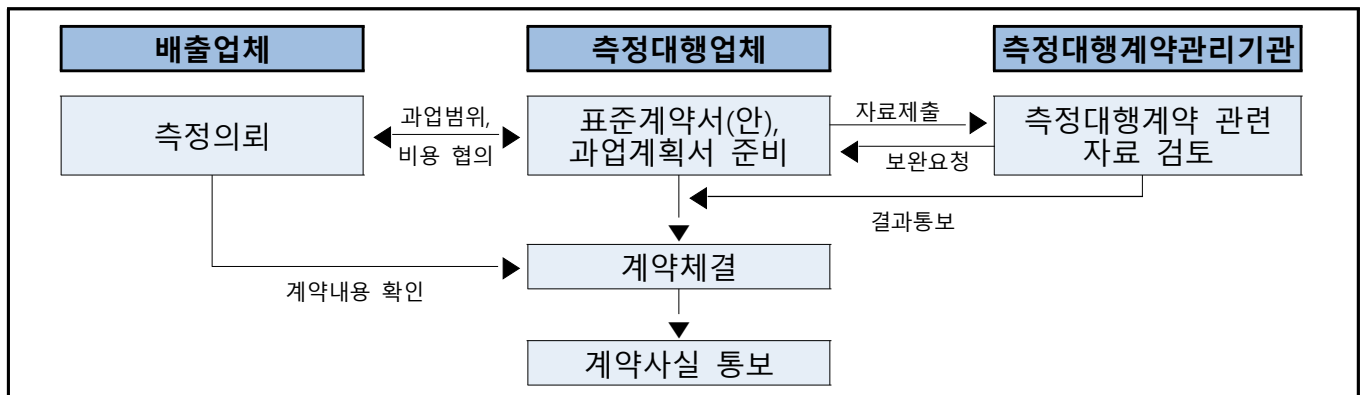 배출업체
측정대행업체
측정대행계약관리기관
측정의뢰
과업범위,
비용 협의
표준계약서(안),
과업계획서 준비
자료제출
보완요청
측정대행계약 관련
자료 검토
결과통보
계약내용 확인
계약체결
계약사실 통보